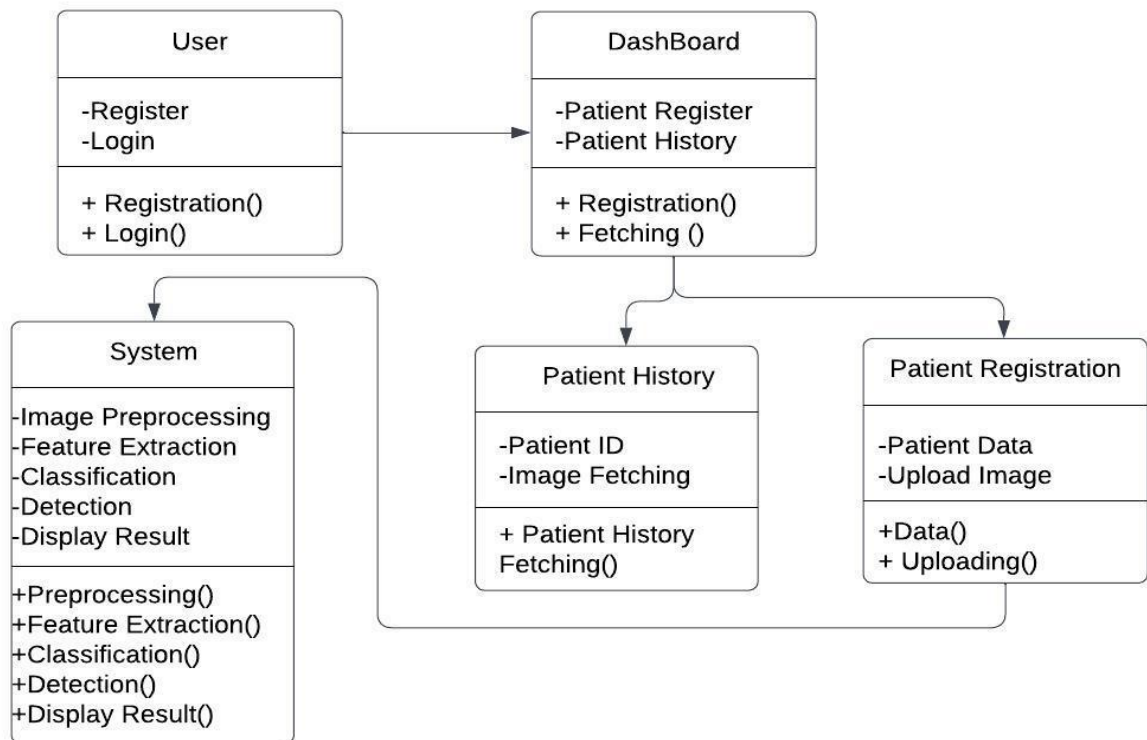 User
-Register
-Login
+ Registration()
+ Login()
DashBoard
-Patient Register
-Patient History
+ Registration()
+ Fetching ()
System
-Image Preprocessing
-Feature Extraction
-Classification
-Detection
-Display Result
+Preprocessing()
+Feature Extraction()
+Classification()
+Detection()
+Display Result()
Patient History
-Patient ID
-Image Fetching
+ Patient History
Fetching()
Patient Registration
-Patient Data
-Upload Image
+Data()
+ Uploading()